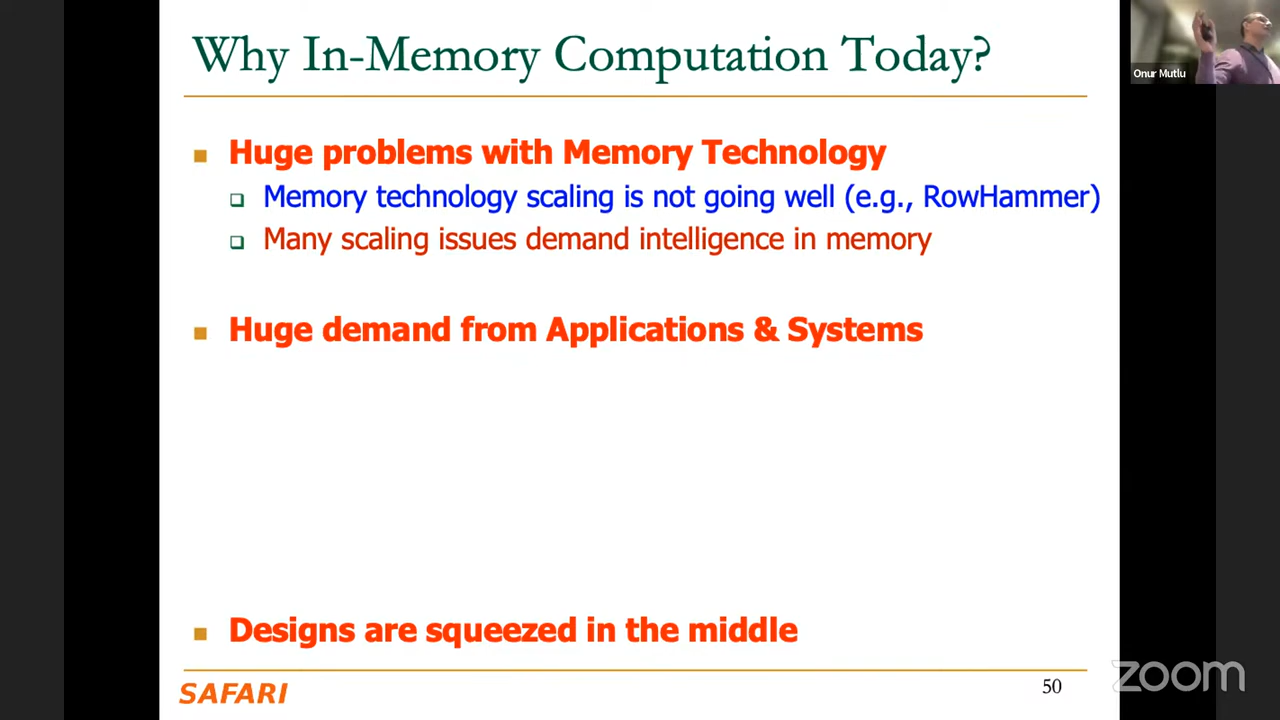 Why In-Memory Computation Today?
Onur Mutlu
Huge problems with Memory Technology
Memory technology scaling is not going well (e.g., RowHammer)
Many scaling issues demand intelligence in memory
Huge demand from Applications & Systems
Designs are squeezed in the middle
SAFARI
50
zoom